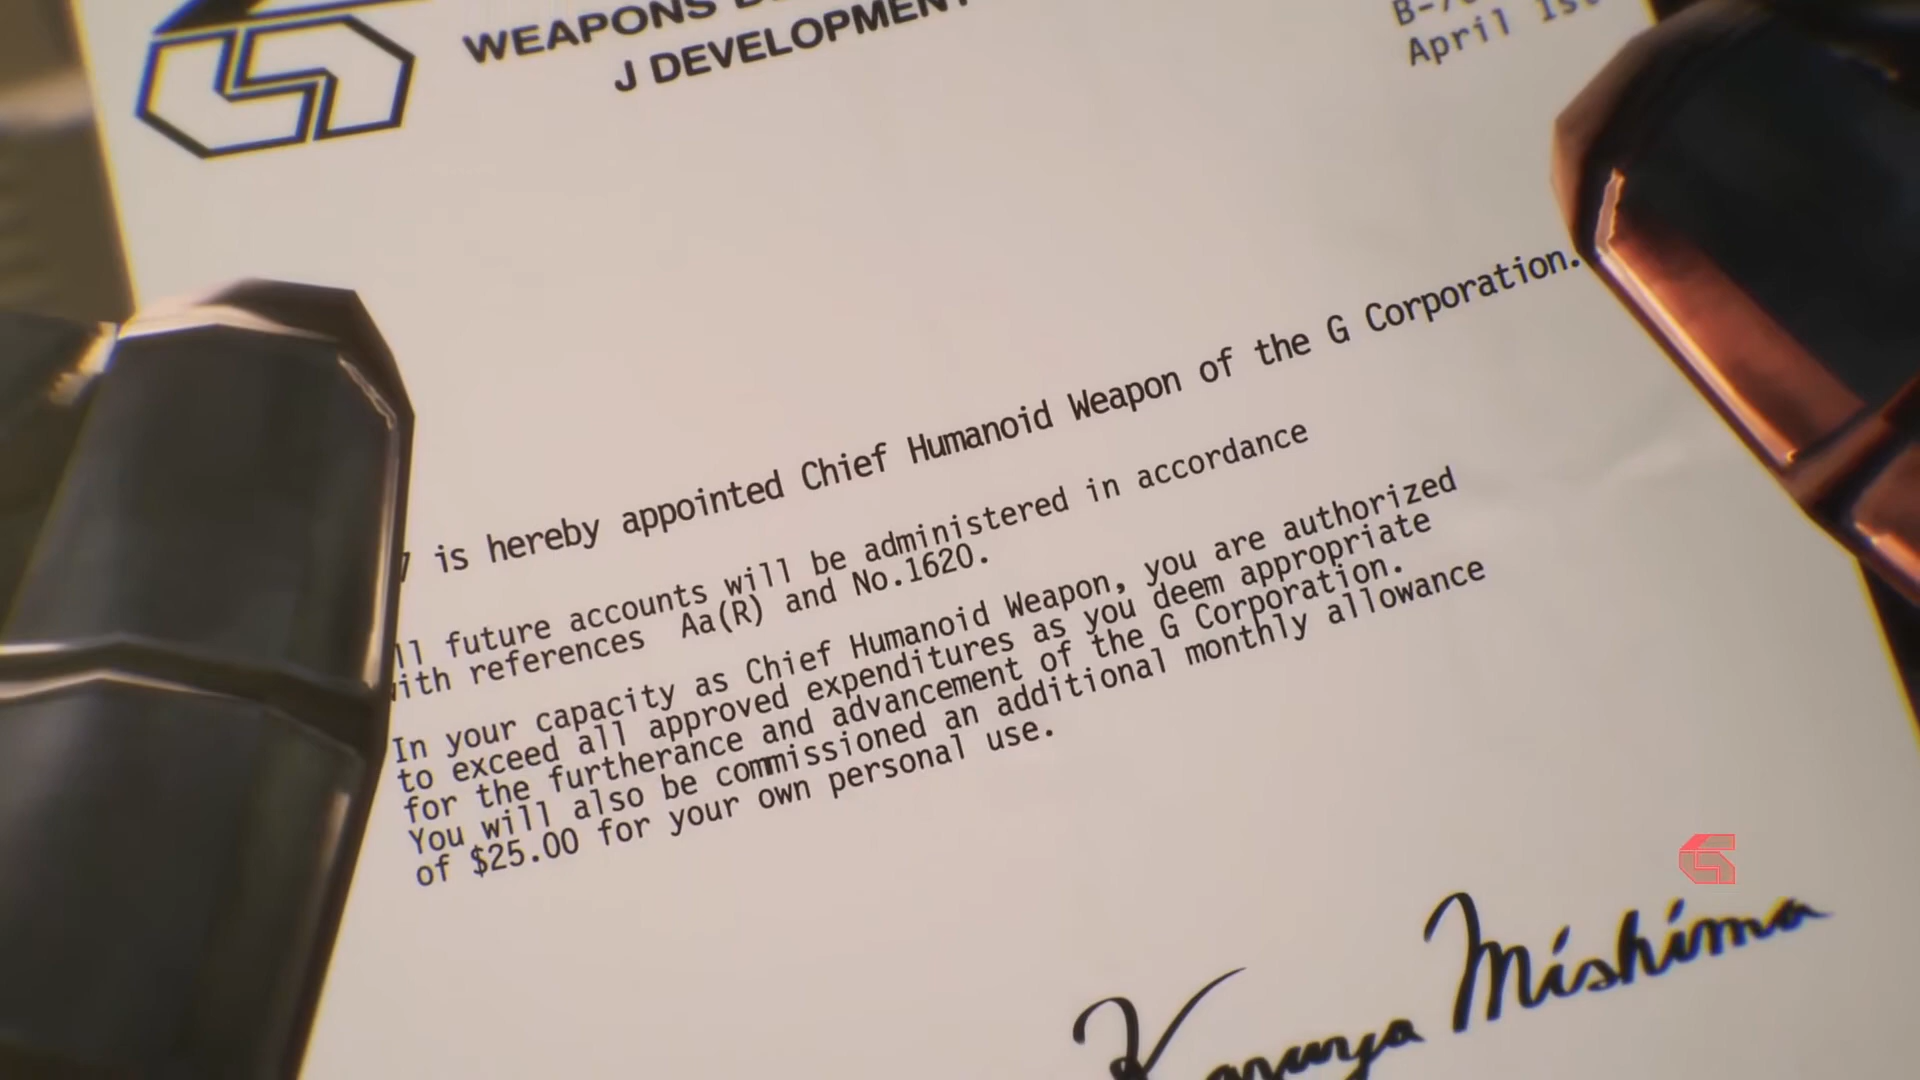 WEAPONS
J DEVELOPMENT
April 1st
is hereby appointed Chief Humanoid Weapon of the G Corporation.
future accounts will be administered in accordance
with references Aa(R) and No.1620.
In your capacity as Chief Humanoid Weapon, you are authorized
to exceed all approved expenditures as you deem appropriate
for the furtherance and advancement of the G Corporation.
You will also be commissioned an additional monthly allowance
of $25.00 for your own personal use.
Kazuya Mishima